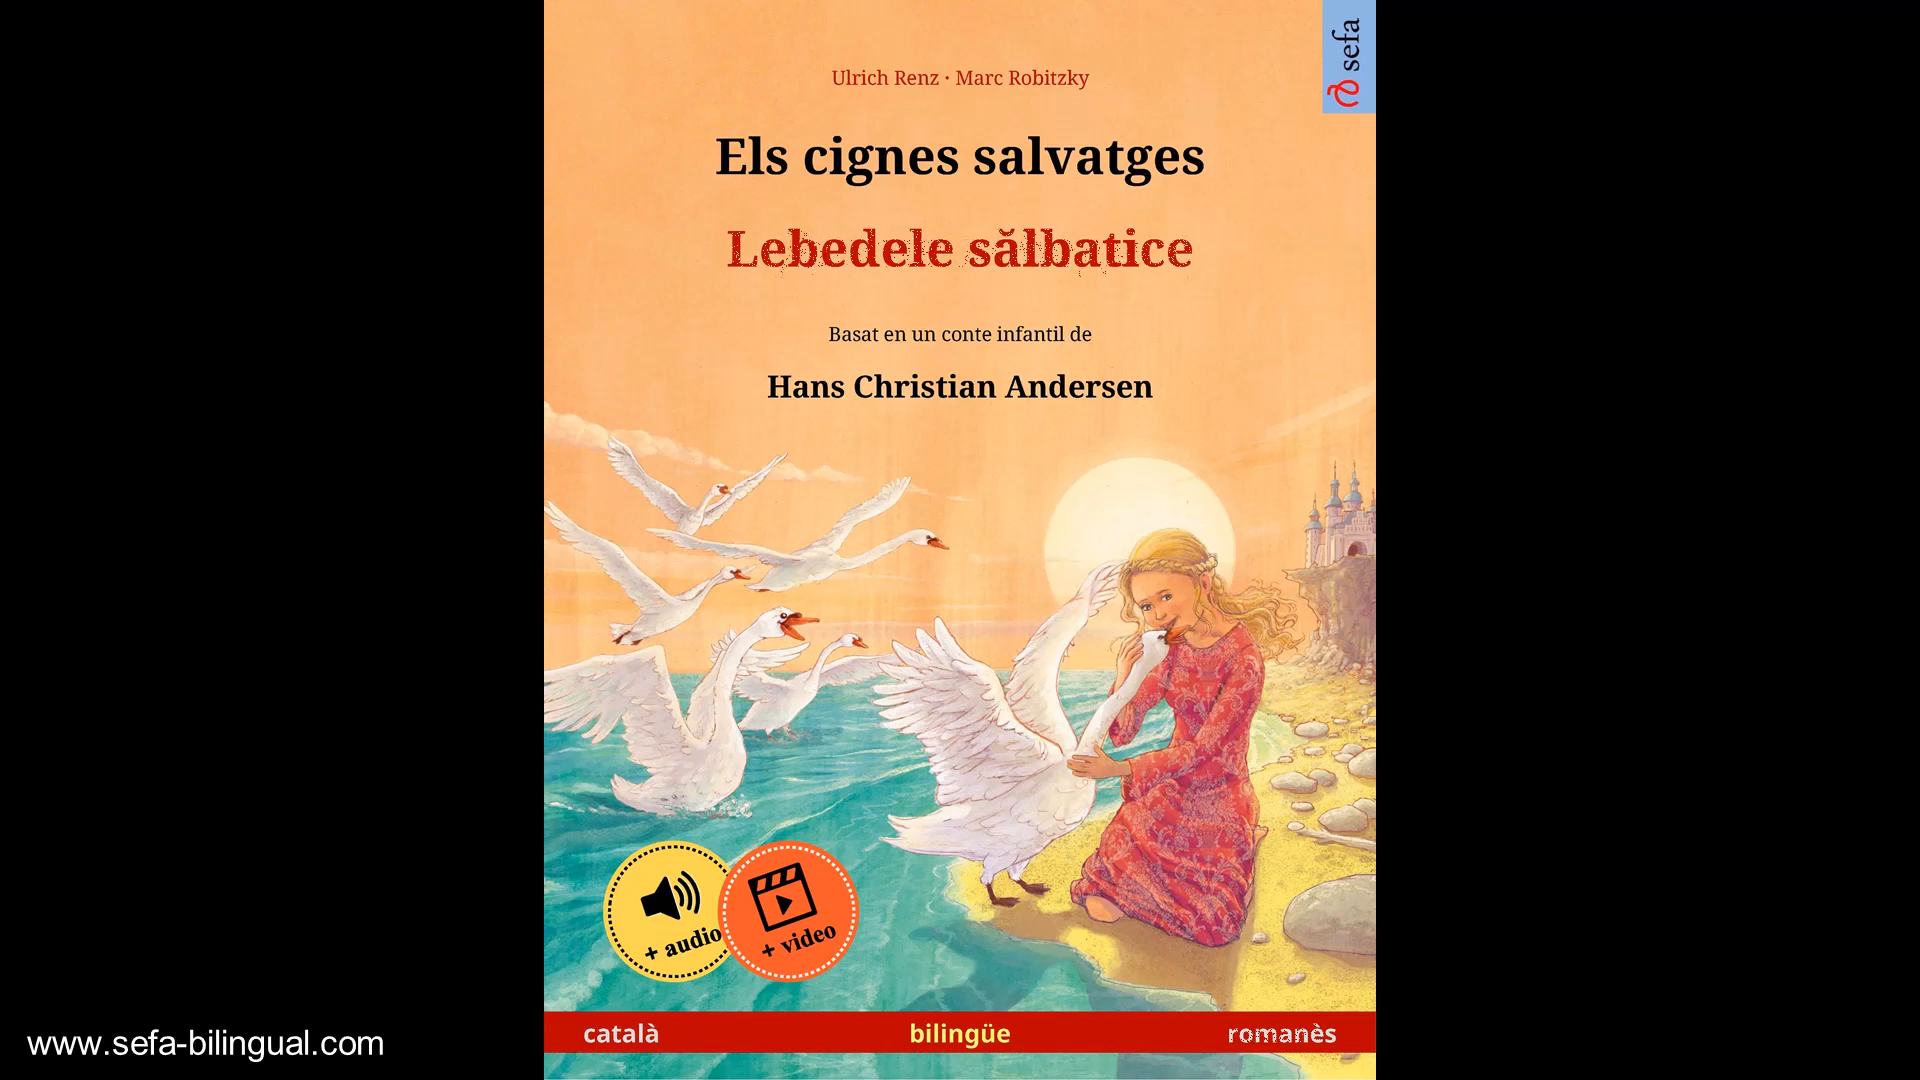 sefa
Ulrich Renz · Marc Robitzky
Els cignes salvatges
Lebedele sălbatice
Basat en un conte infantil de
Hans Christian Andersen
+ audio
+ video
català bilingüe romanès
www.sefa-bilingual.com